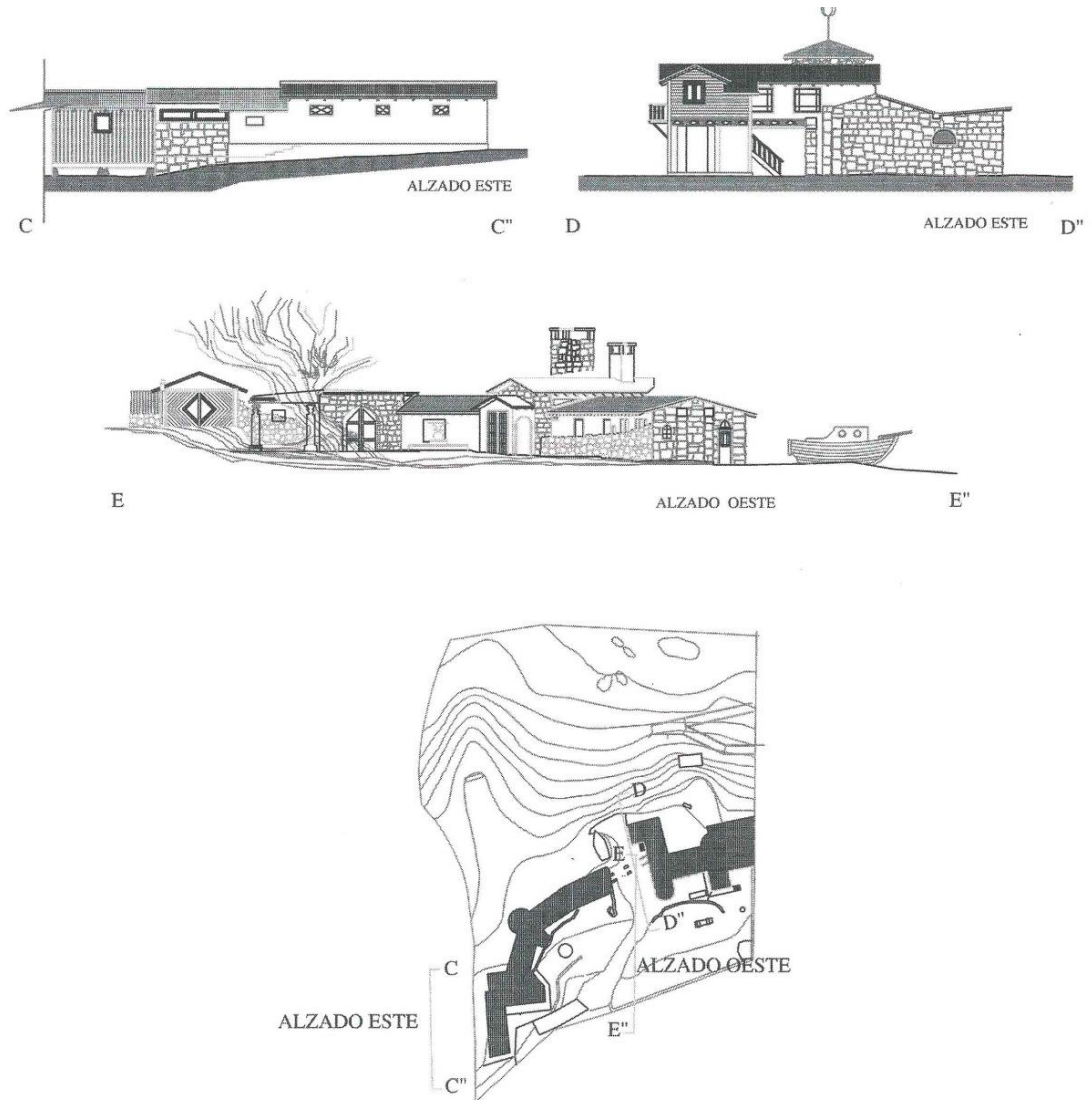 ALZADO ESTE
C C"
ALZADO ESTE
D D"
ALZADO OESTE
E E"
D
E
D"
C
ALZADO OESTE
ALZADO ESTE
E"
C"